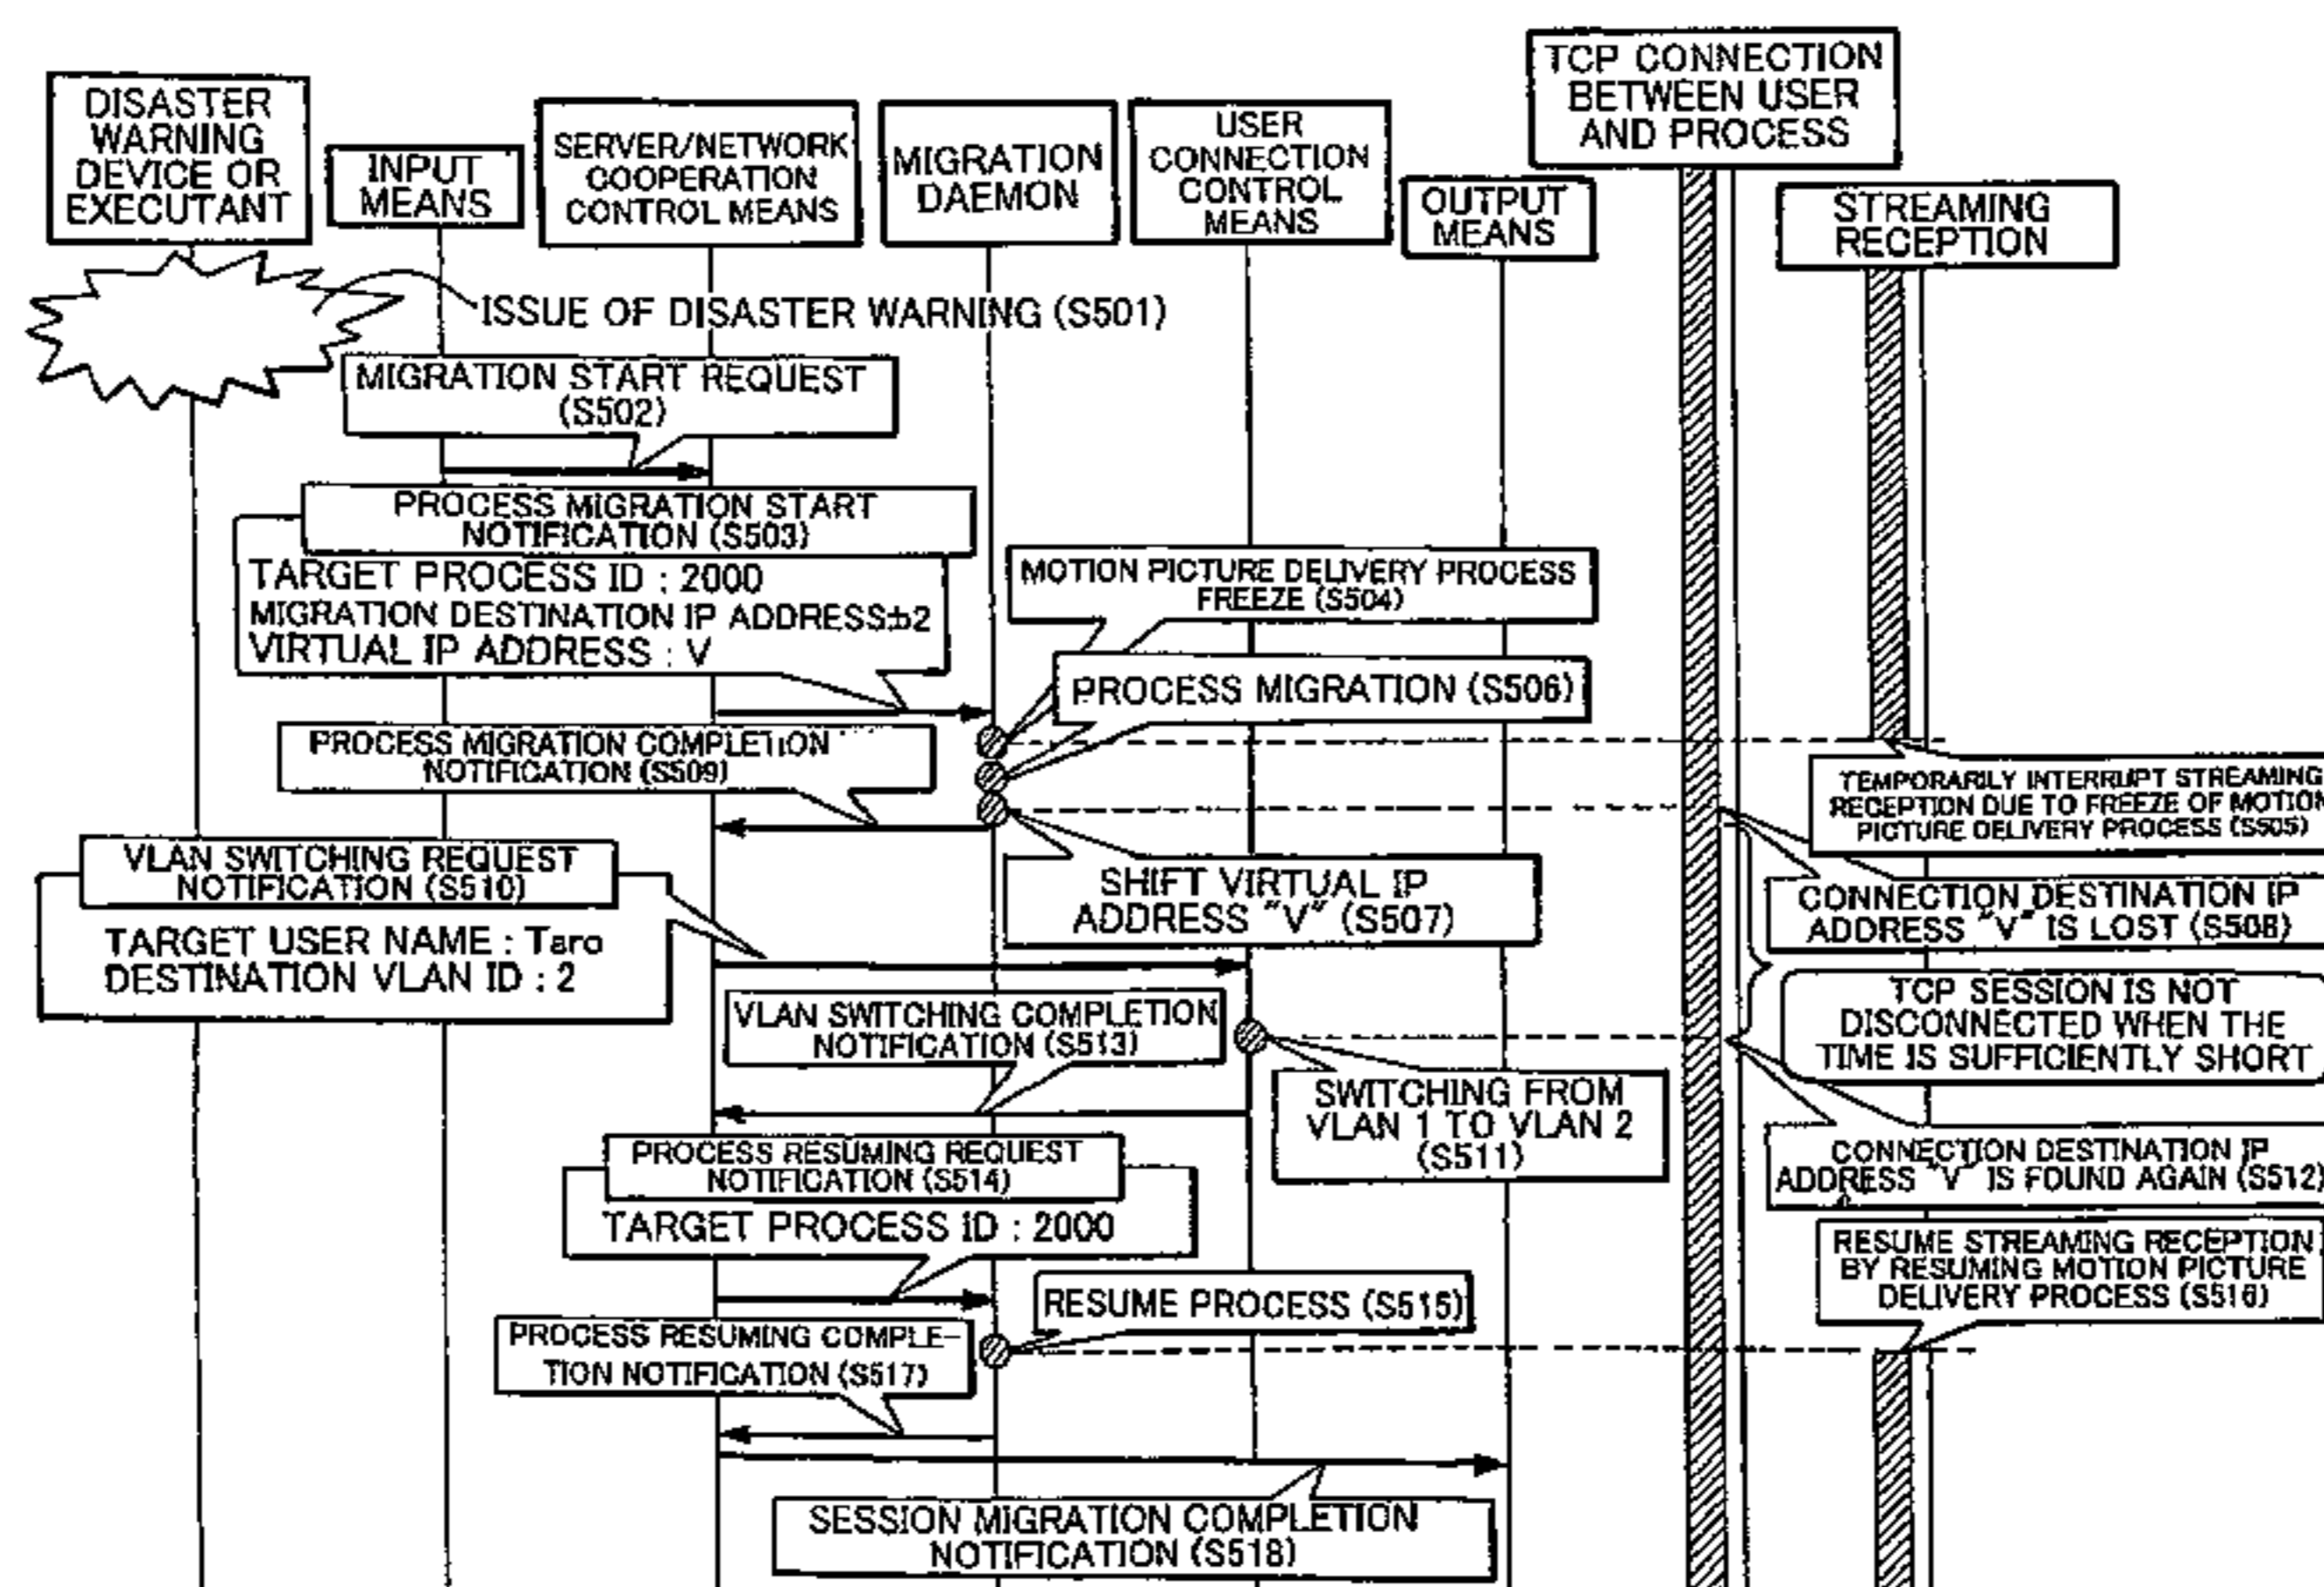 DISASTER
WARNING
DEVICE OR
EXECUTANT
INPUT
MEANS
SERVER/NETWORK
COOPERATION
CONTROL MEANS
MIGRATION
DAEMON
USER
CONNECTION
CONTROL
MEANS
OUTPUT
MEANS
TCP CONNECTION
BETWEEN USER
AND PROCESS
STREAMING
RECEPTION
ISSUE OF DISASTER WARNING (S501)
MIGRATION START REQUEST
(S502)
PROCESS MIGRATION START
NOTIFICATION (S503)
TARGET PROCESS ID : 2000
MIGRATION DESTINATION IP ADDRESS:b2
VIRTUAL IP ADDRESS : V
MOTION PICTURE DELIVERY PROCESS
FREEZE (S504)
PROCESS MIGRATION (S506)
PROCESS MIGRATION COMPLETION
NOTIFICATION (S509)
TEMPORARILY INTERRUPT STREAMING
RECEPTION DUE TO FREEZE OF MOTION
PICTURE DELIVERY PROCESS (S505)
VLAN SWITCHING REQUEST
NOTIFICATION (S510)
TARGET USER NAME : Taro
DESTINATION VLAN ID : 2
SHIFT VIRTUAL IP
ADDRESS "V" (S507)
CONNECTION DESTINATION IP
ADDRESS "V" IS LOST (S508)
TCP SESSION IS NOT
DISCONNECTED WHEN THE
TIME IS SUFFICIENTLY SHORT
VLAN SWITCHING COMPLETION
NOTIFICATION (S513)
SWITCHING FROM
VLAN 1 TO VLAN 2
(S511)
CONNECTION DESTINATION IP
ADDRESS "V" IS FOUND AGAIN (S512)
PROCESS RESUMING REQUEST
NOTIFICATION (S514)
TARGET PROCESS iD : 2000
RESUME STREAMING RECEPTION
BY RESUMING MOTION PICTURE
DELIVERY PROCESS (S516)
RESUME PROCESS (S515)
PROCESS RESUMING COMPLE-
TION NOTIFICATION (S517)
SESSION MIGRATION COMPLETION
NOTIFICATION (S518)